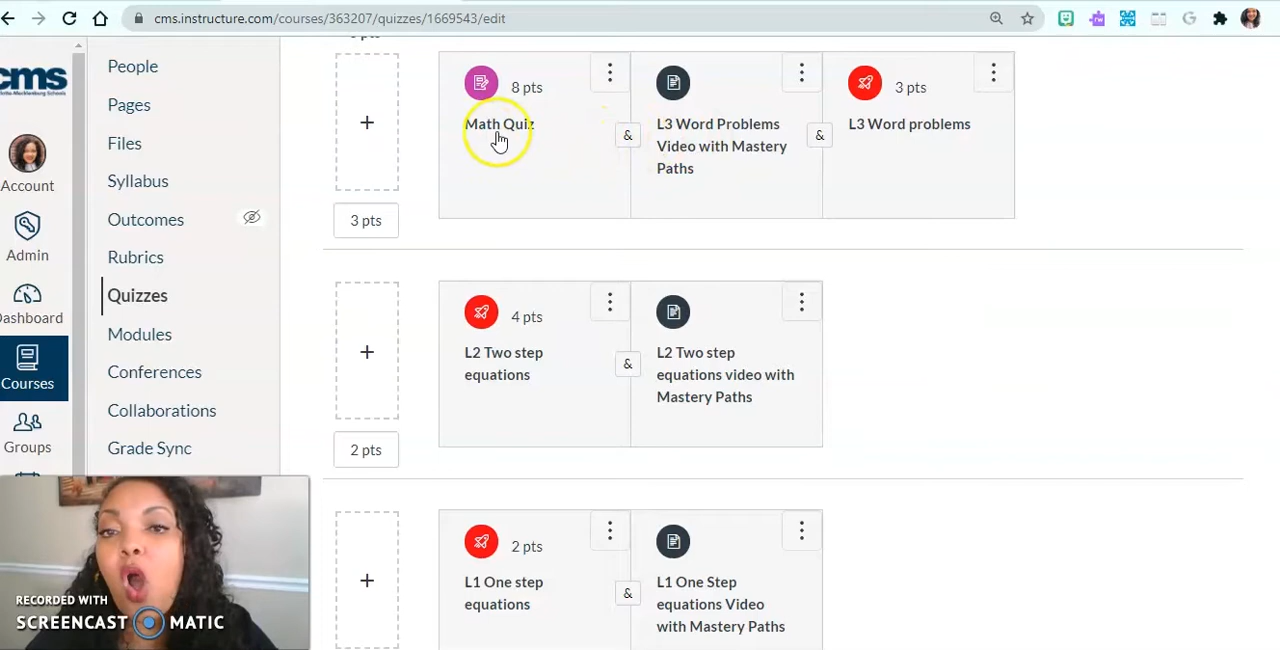 cms.instructure.com/courses/363207/quizzes/1669543/edit
cms
Account
Admin
Dashboard
Courses
Groups
People
Pages
Files
Syllabus
Outcomes
Rubrics
Quizzes
Modules
Conferences
Collaborations
Grade Sync
+
8 pts
Math Quiz
&
L3 Word Problems
Video with Mastery
Paths
&
3 pts
L3 Word problems
3 pts
+
4 pts
L2 Two step
equations
&
L2 Two step
equations video with
Mastery Paths
2 pts
+
2 pts
L1 One step
equations
&
L1 One Step
equations Video
with Mastery Paths
RECORDED WITH
SCREENCAST MATIC